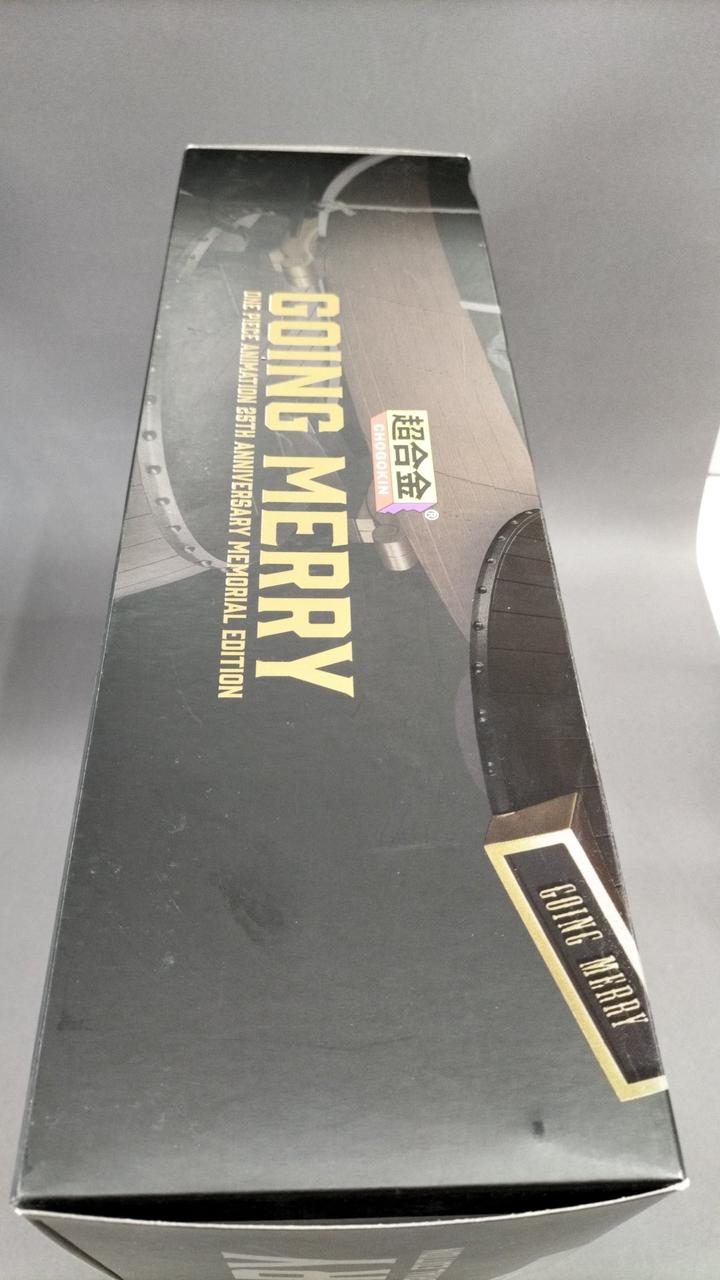 超合金
CHOGOKIN
®
GOING MERRY
ONE PIECE ANIMATION 25TH ANNIVERSARY MEMORIAL EDITION
GOING MERRY